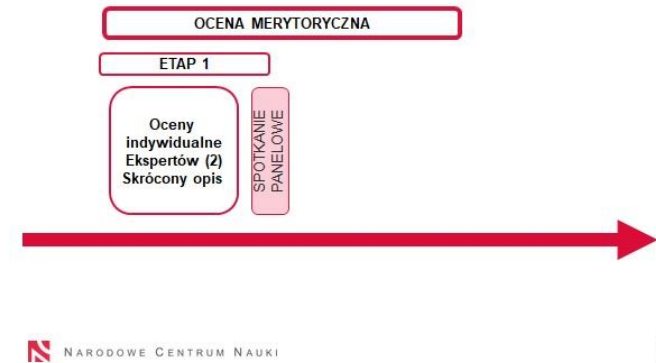 OCENA MERYTORYCZNA
ETAP 1
Oceny
indywidualne
Ekspertów (2)
Skrócony opis
SPOTKANIE
PANELOWE
NARODOWE CENTRUM NAUKI